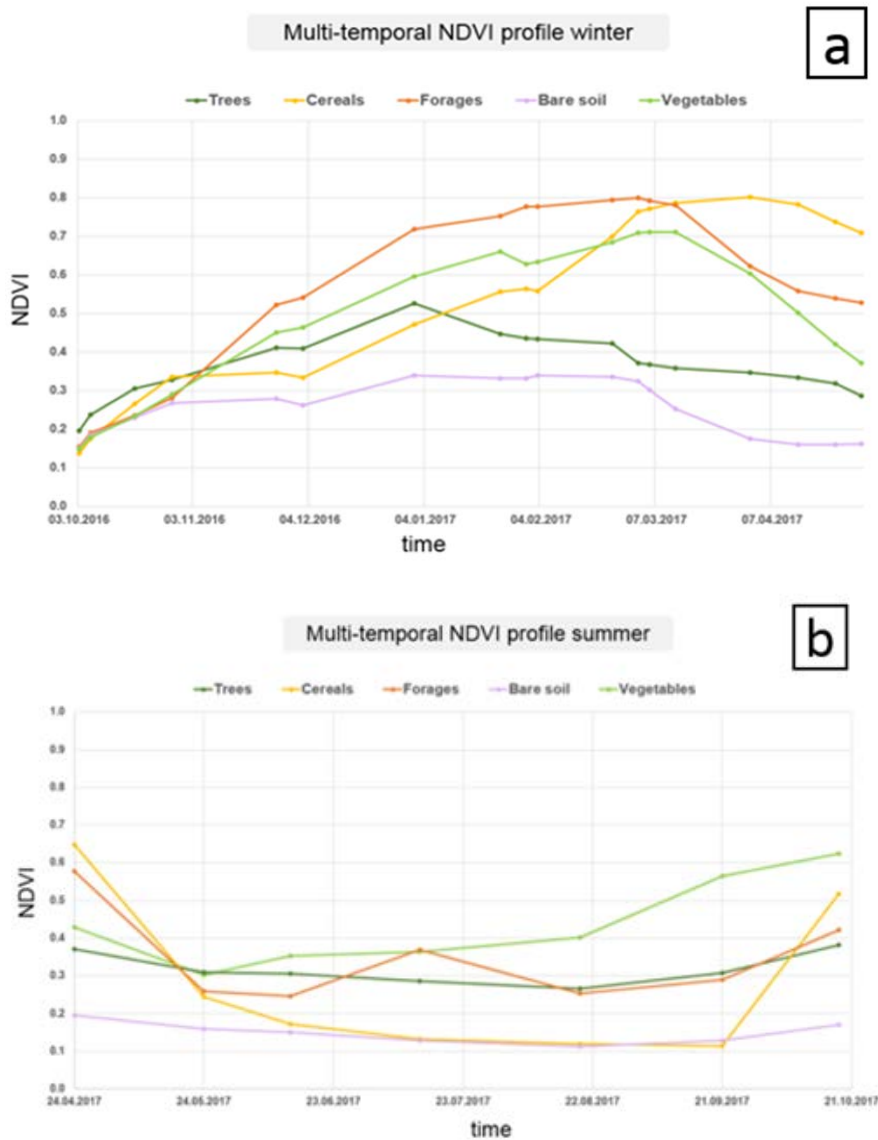 Multi-temporal NDVI profile winter
a
Trees Cereals Forages Bare soil Vegetables
1.0
0.9
0.8
0.7
0.6
0.5
0.4
0.3
0.2
0.1
0.0
NDVI
03.10.2016 03.11.2016 04.12.2016 04.01.2017 04.02.2017 07.03.2017 07.04.2017
time
Multi-temporal NDVI profile summer
b
Trees Cereals Forages Bare soil Vegetables
1.0
0.9
0.8
0.7
0.6
0.5
0.4
0.3
0.2
0.1
0.0
NDVI
24.04.2017 24.05.2017 23.06.2017 23.07.2017 22.08.2017 21.09.2017 21.10.2017
time